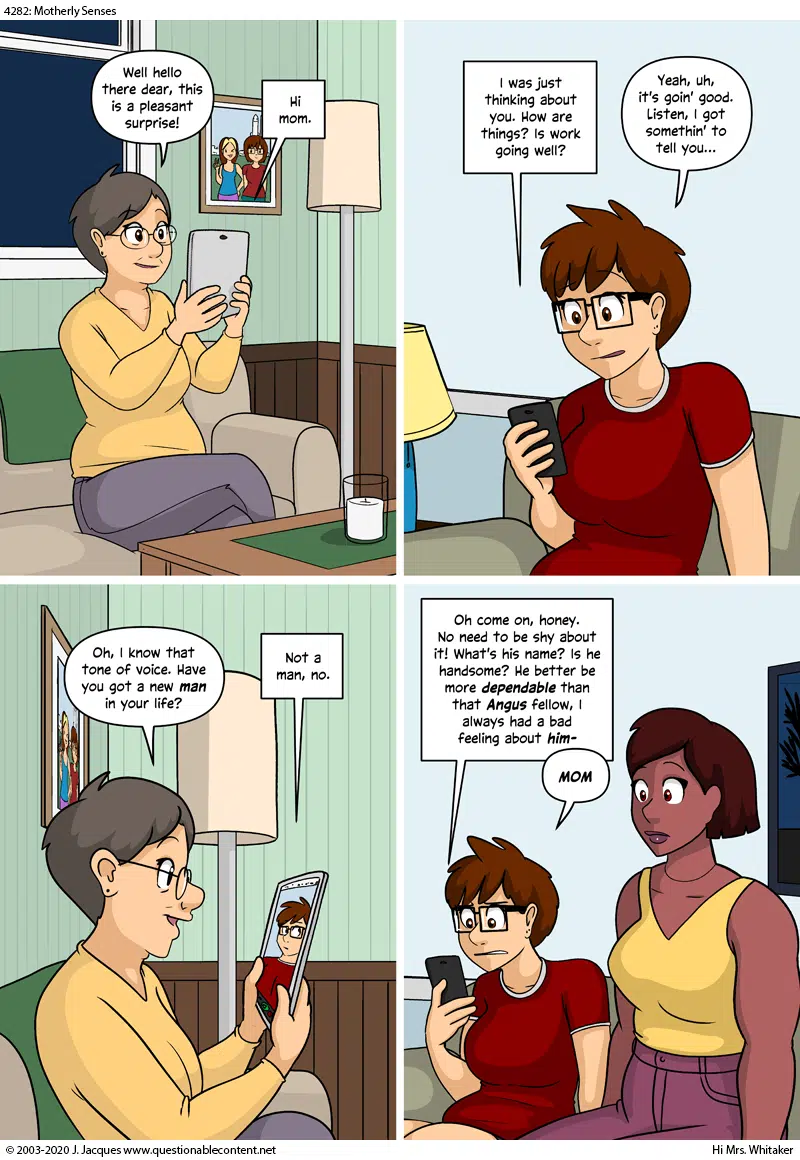 4282: Motherly Senses
Well hello
there dear, this
is a pleasant
surprise!
Hi
mom.
I was just
thinking about
you. How are
things? Is work
going well?
Yeah, uh,
it's goin' good.
Listen, I got
somethin' to
tell you...
Oh, I know that
tone of voice. Have
you got a new man
in your life?
Not a
man, no.
Oh come on, honey.
No need to be shy about
it! What's his name? Is he
handsome? He better be
more dependable than
that Angus fellow, I
always had a bad
feeling about him-
MOM
© 2003-2020 J. Jacques www.questionablecontent.net
Hi Mrs. Whitaker